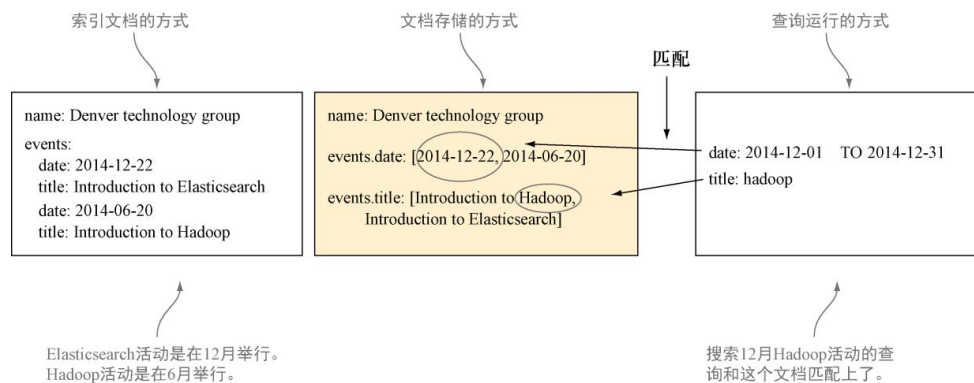 索引文档的方式
文档存储的方式
查询运行的方式
匹配
name: Denver technology group
events:
date: 2014-12-22
title: Introduction to Elasticsearch
date: 2014-06-20
title: Introduction to Hadoop
name: Denver technology group
events.date: [2014-12-22, 2014-06-20]
events.title: [Introduction to Hadoop,
Introduction to Elasticsearch]
date: 2014-12-01 TO 2014-12-31
title: hadoop
Elasticsearch活动是在12月举行。
Hadoop活动是在6月举行。
搜索12月Hadoop活动的查
询和这个文档匹配上了。